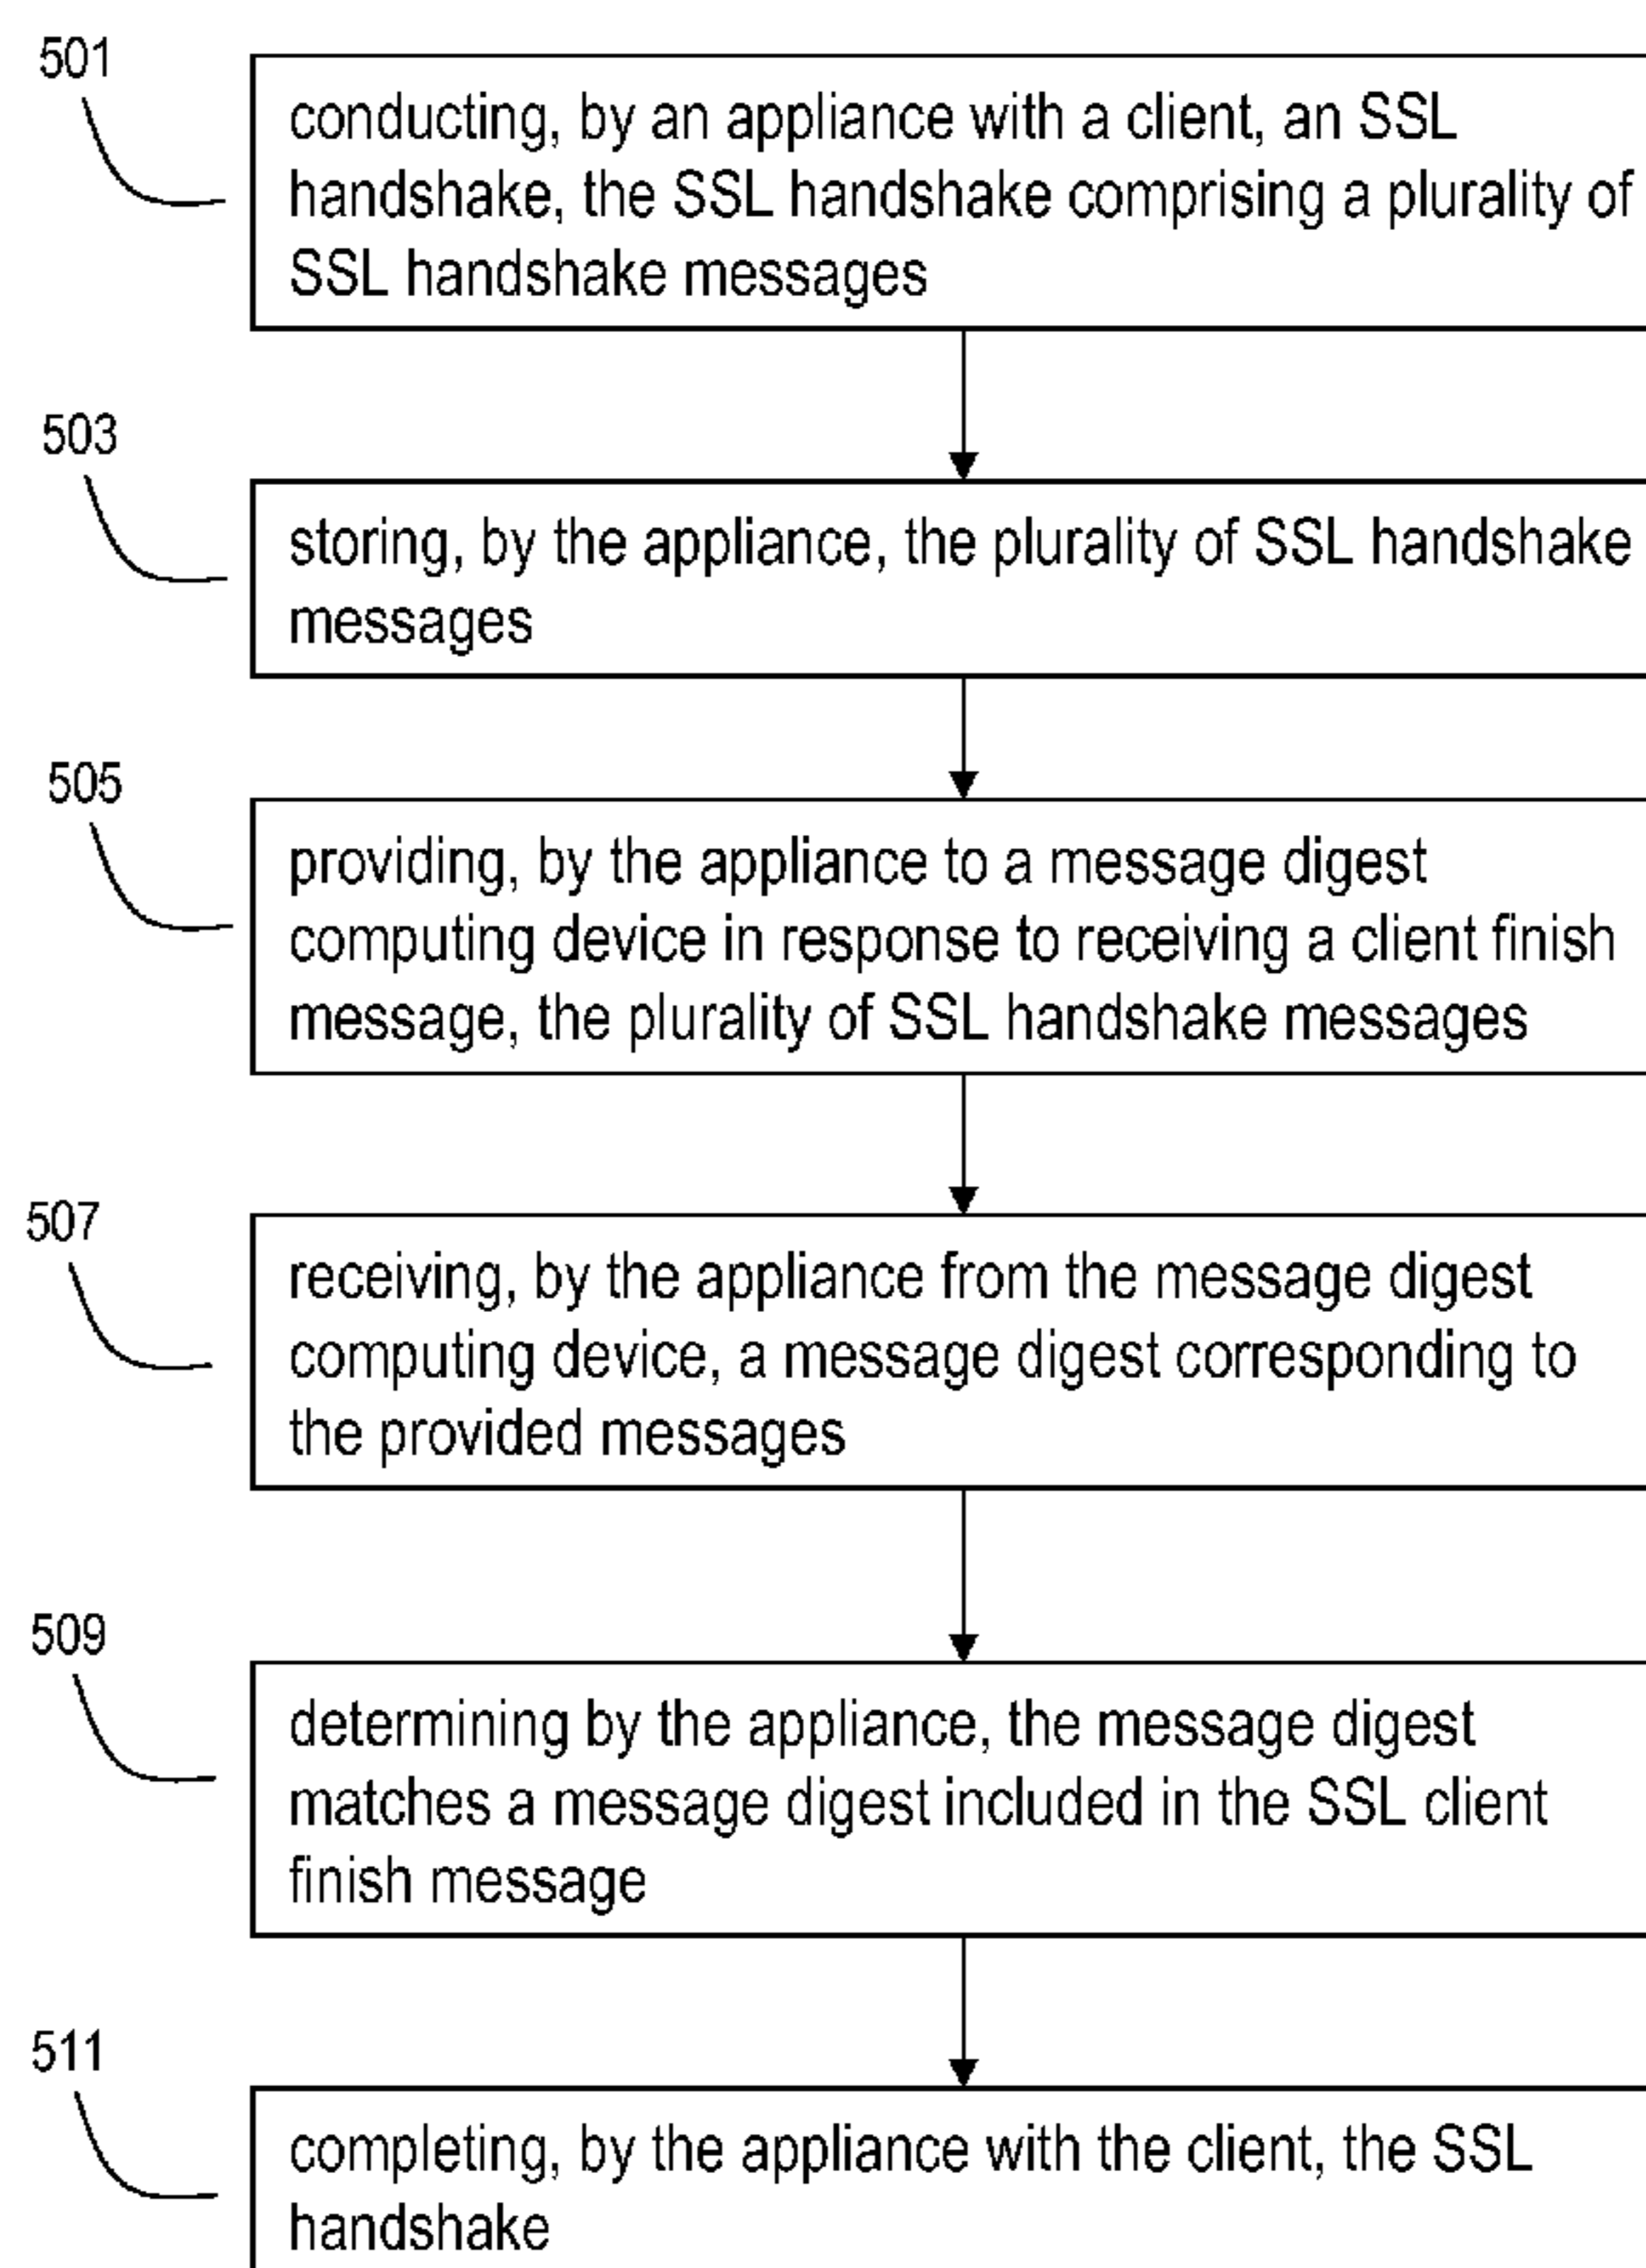 501
conducting, by an appliance with a client, an SSL
handshake, the SSL handshake comprising a plurality of
SSL handshake messages
503
storing, by the appliance, the plurality of SSL handshake
messages
505
providing, by the appliance to a message digest
computing device in response to receiving a client finish
message, the plurality of SSL handshake messages
507
receiving, by the appliance from the message digest
computing device, a message digest corresponding to
the provided messages
509
determining by the appliance, the message digest
matches a message digest included in the SSL client
finish message
511
completing, by the appliance with the client, the SSL
handshake